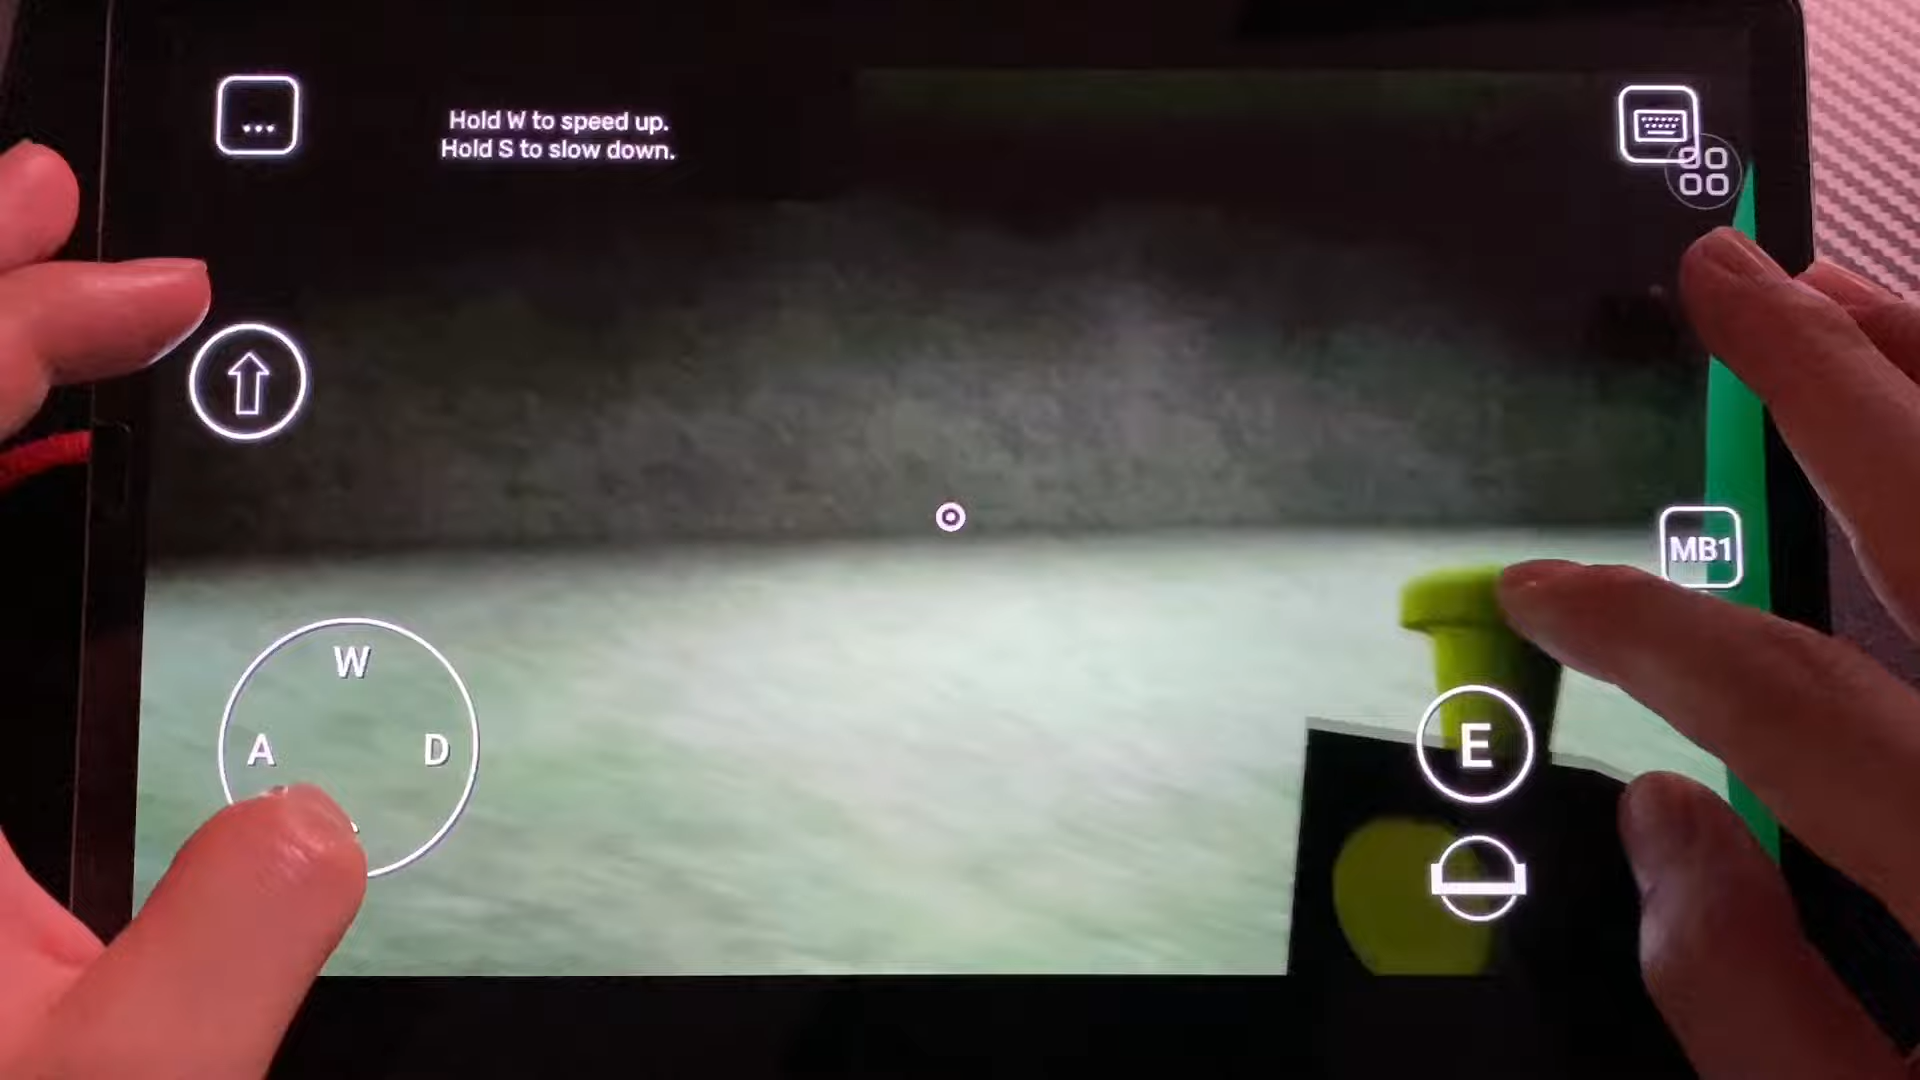 ...
Hold W to speed up.
Hold S to slow down.
MB1
W
A
D
E